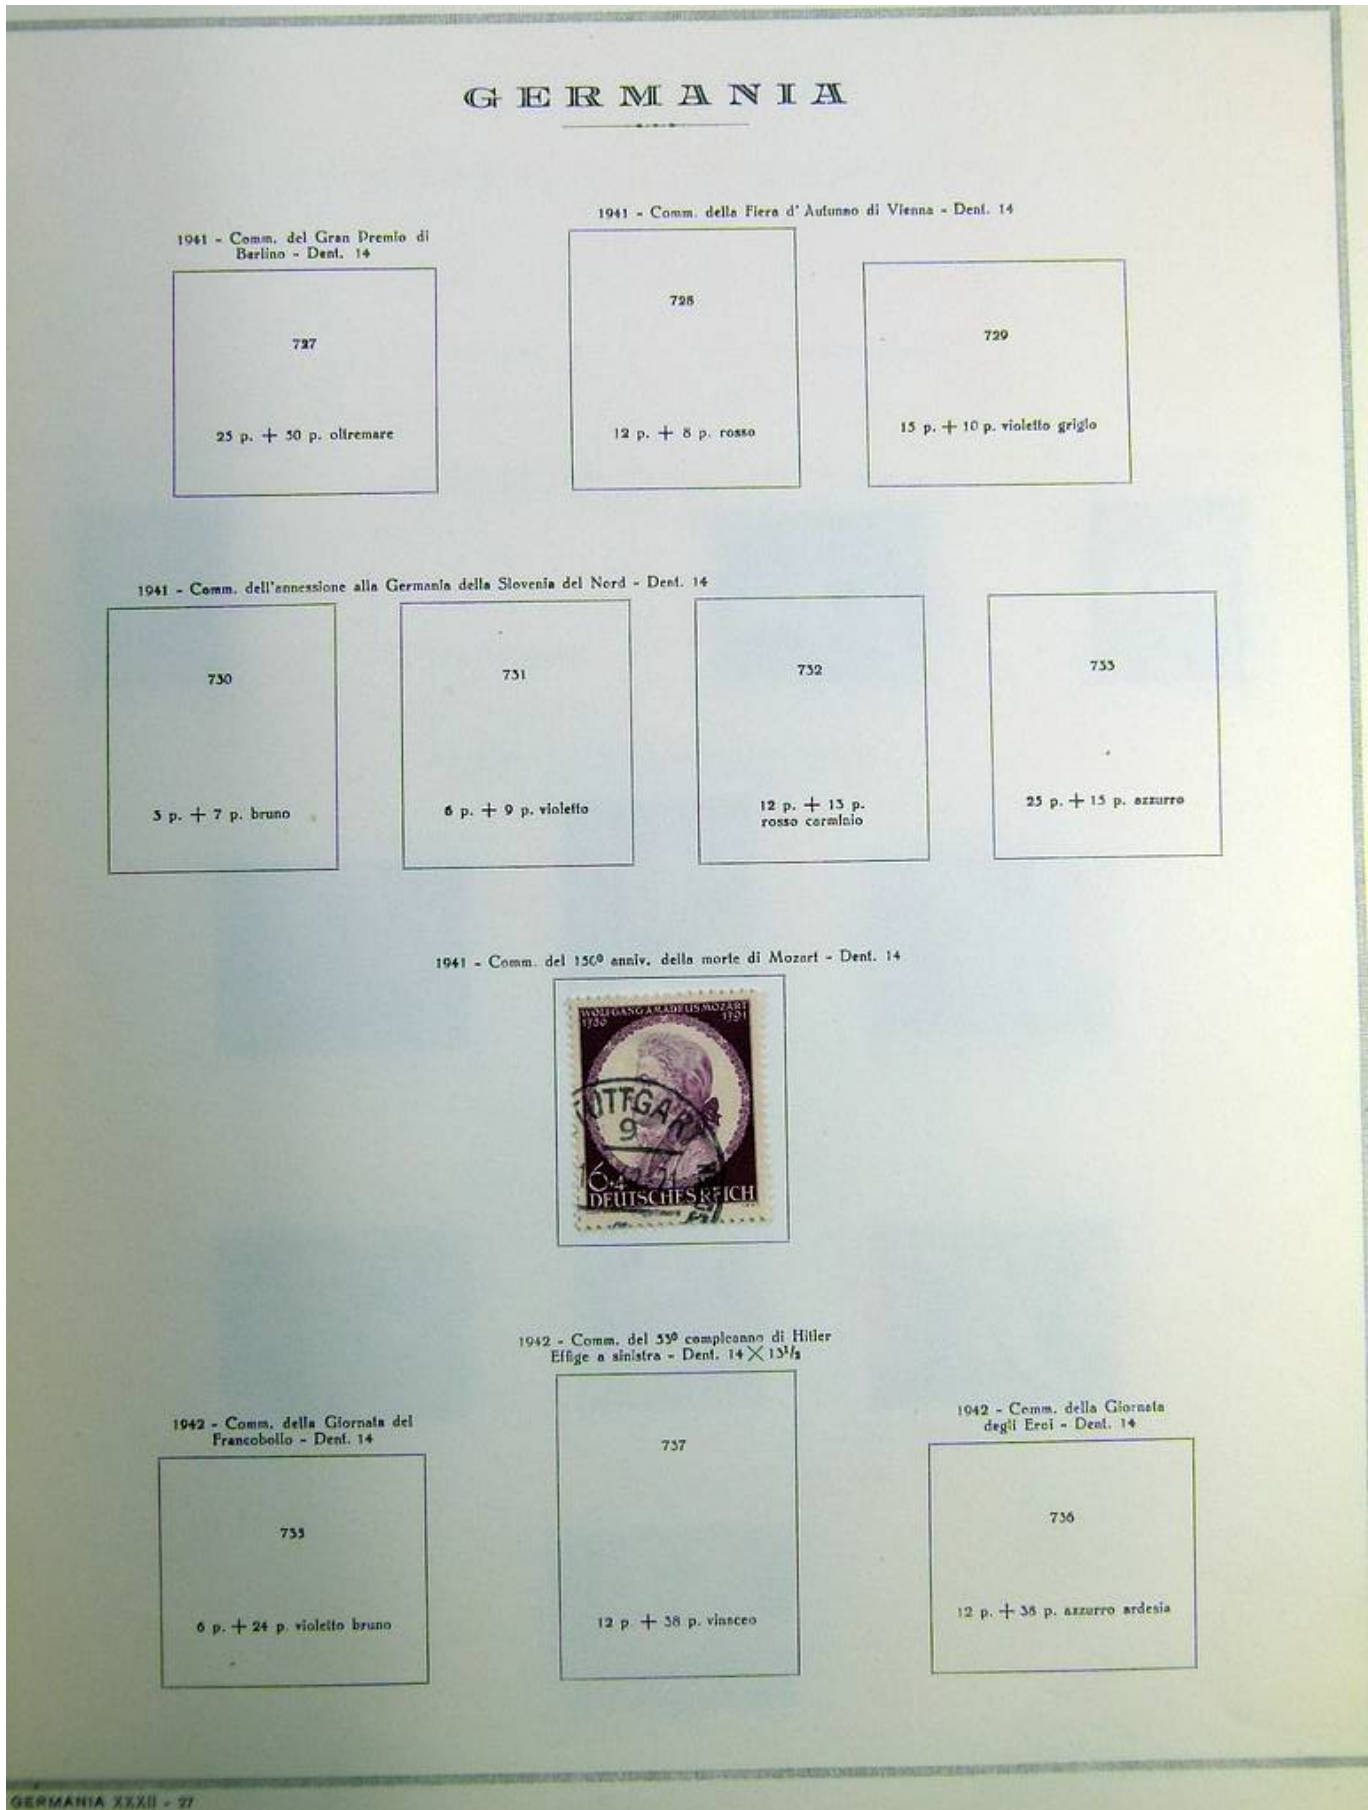 GERMANIA
1941 - Comm. del Gran Premio di
Berlino - Dent. 14
727
25 p. + 50 p. oltremare
1941 - Comm. della Fiera d' Autunno di Vienna - Dent. 14
728
12 p. + 8 p. rosso
729
15 p. + 10 p. violetto grigio
1941 - Comm. dell'annessione alla Germania della Slovenia del Nord - Dent. 14
730
3 p. + 7 p. bruno
731
6 p. + 9 p. violetto
732
12 p. + 13 p.
rosso carminio
733
25 p. + 15 p. azzurro
1941 - Comm. del 150º anniv. della morte di Mozart - Dent. 14
WOLFGANG AMADEUS MOZART
1756 1791
UTTGAR
9
6+4
DEUTSCHES REICH
1942 - Comm. della Giornata del
Francobollo - Dent. 14
735
6 p. + 24 p. violetto bruno
1942 - Comm. del 53º compleanno di Hitler
Effige a sinistra - Dent. 14 X 13½
737
12 p. + 38 p. vinaceo
1942 - Comm. della Giornata
degli Eroi - Dent. 14
736
12 p. + 38 p. azzurro ardesia
GERMANIA XXXII - 27